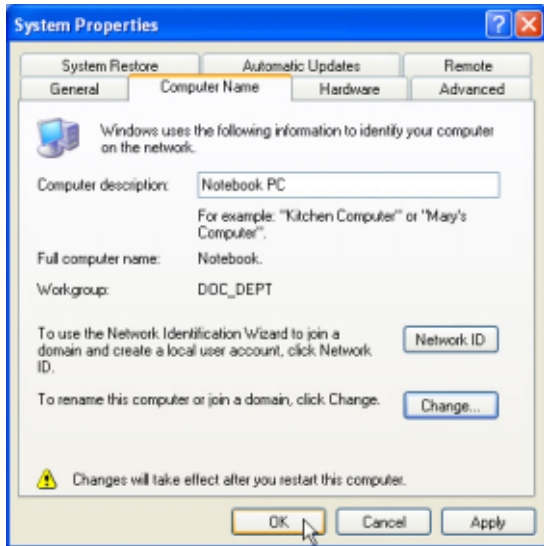 System Properties
System Restore Automatic Updates Remote
General Computer Name Hardware Advanced
Windows uses the following information to identify your computer
on the network.
Computer description: Notebook PC
For example: "Kitchen Computer" or "Mary's
Computer".
Full computer name: Notebook.
Workgroup: DOC_DEPT
To use the Network Identification Wizard to join a
domain and create a local user account, click Network
ID.
Network ID
To rename this computer or join a domain, click Change.
Change...
Changes will take effect after you restart this computer.
OK Cancel Apply